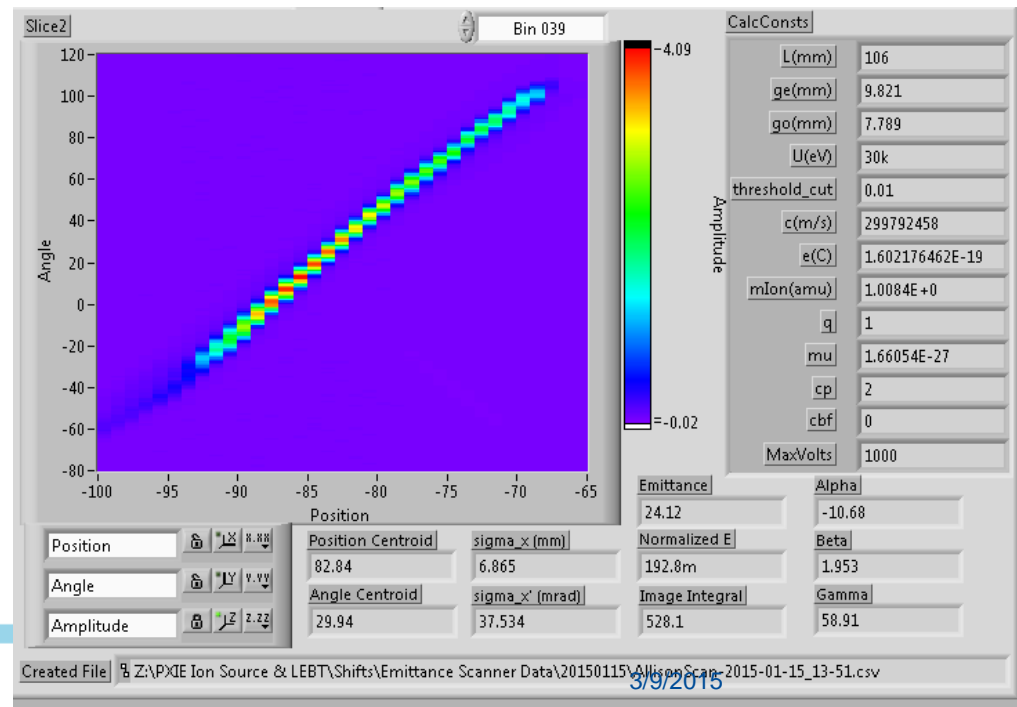 Slice2
Bin 039
120
100
80
60
40
20
0
-20
-40
-60
-80
Angle
-100 -95 -90 -85 -80 -75 -70 -65
Position
4.09
-0.02
Amplitude
CalcConsts
L(mm) 106
ge(mm) 9.821
go(mm) 7.789
U(eV) 30k
threshold_cut 0.01
c(m/s) 299792458
e(C) 1.602176462E-19
mIon(amu) 1.0084E+0
q 1
mu 1.66054E-27
cp 2
cbf 0
MaxVolts 1000
Position X X.XX
Angle Y Y.YY
Amplitude Z Z.ZZ
Position Centroid sigma_x (mm)
82.84 6.865
Angle Centroid sigma_x' (mrad)
29.94 37.534
Emittance Alpha
24.12 -10.68
Normalized E Beta
192.8m 1.953
Image Integral Gamma
528.1 58.91
Created File Z:\PXIE Ion Source & LEBT\Shifts\Emittance Scanner Data\20150115\AllisonScan-2015-01-15_13-51.csv
3/9/2015